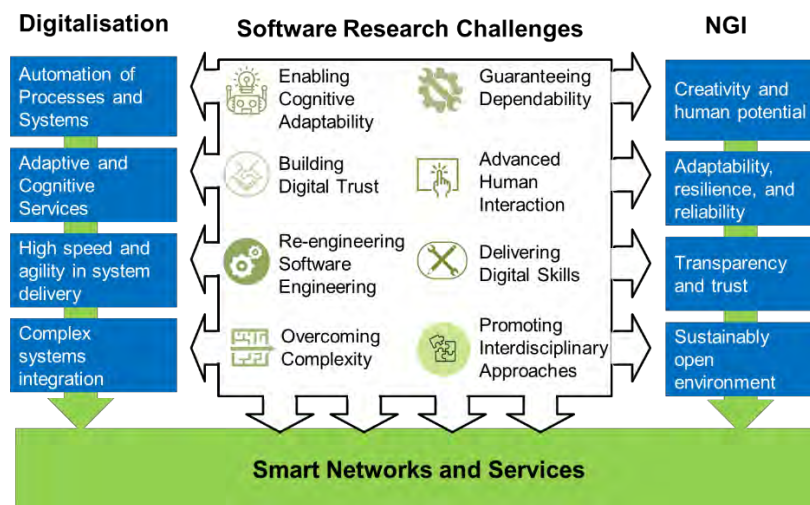 Digitalisation
Software Research Challenges
NGI
Automation of
Processes and
Systems
Adaptive and
Cognitive
Services
High speed and
agility in system
delivery
Complex
systems
integration
Enabling
Cognitive
Adaptability
Guaranteeing
Dependability
Building
Digital Trust
Advanced
Human
Interaction
Re-engineering
Software
Engineering
Delivering
Digital Skills
Overcoming
Complexity
Promoting
Interdisciplinary
Approaches
Creativity and
human potential
Adaptability,
resilience, and
reliability
Transparency
and trust
Sustainably
open
environment
Smart Networks and Services